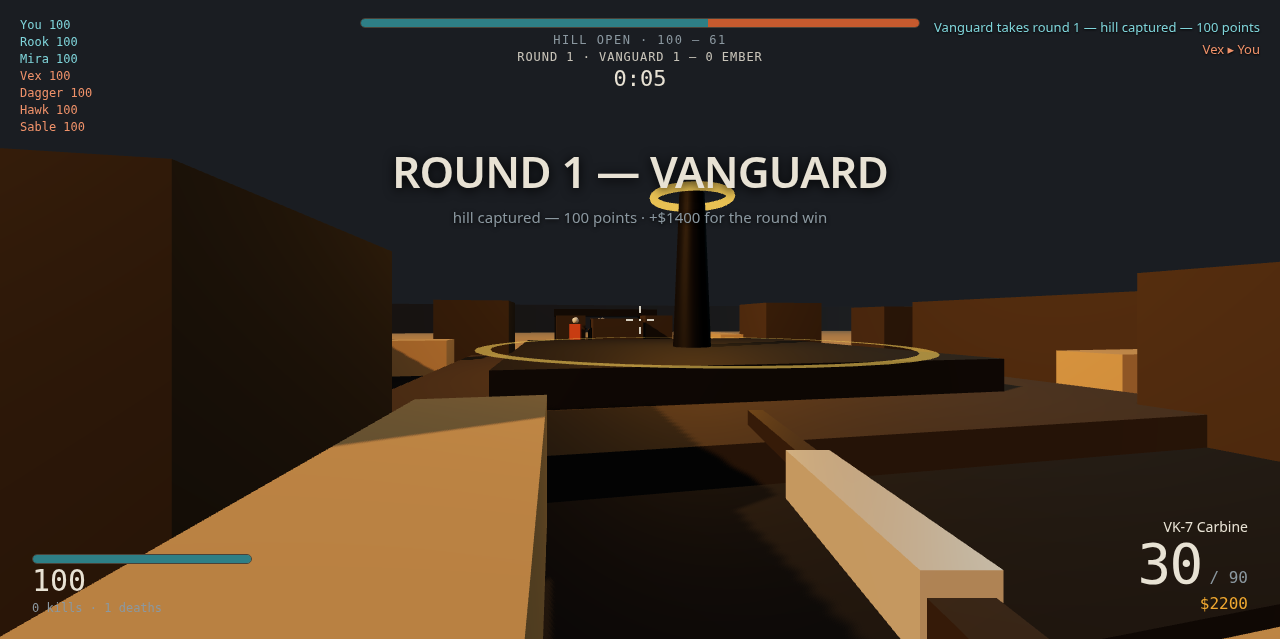 You 100
Rook 100
Mira 100
Vex 100
Dagger 100
Hawk 100
Sable 100
HILL OPEN · 100 — 61
ROUND 1 · VANGUARD 1 — 0 EMBER
0:05
Vanguard takes round 1 — hill captured — 100 points
Vex ▸ You
ROUND 1 — VANGUARD
hill captured — 100 points · +$1400 for the round win
100
0 kills · 1 deaths
VK-7 Carbine
30 / 90
$2200